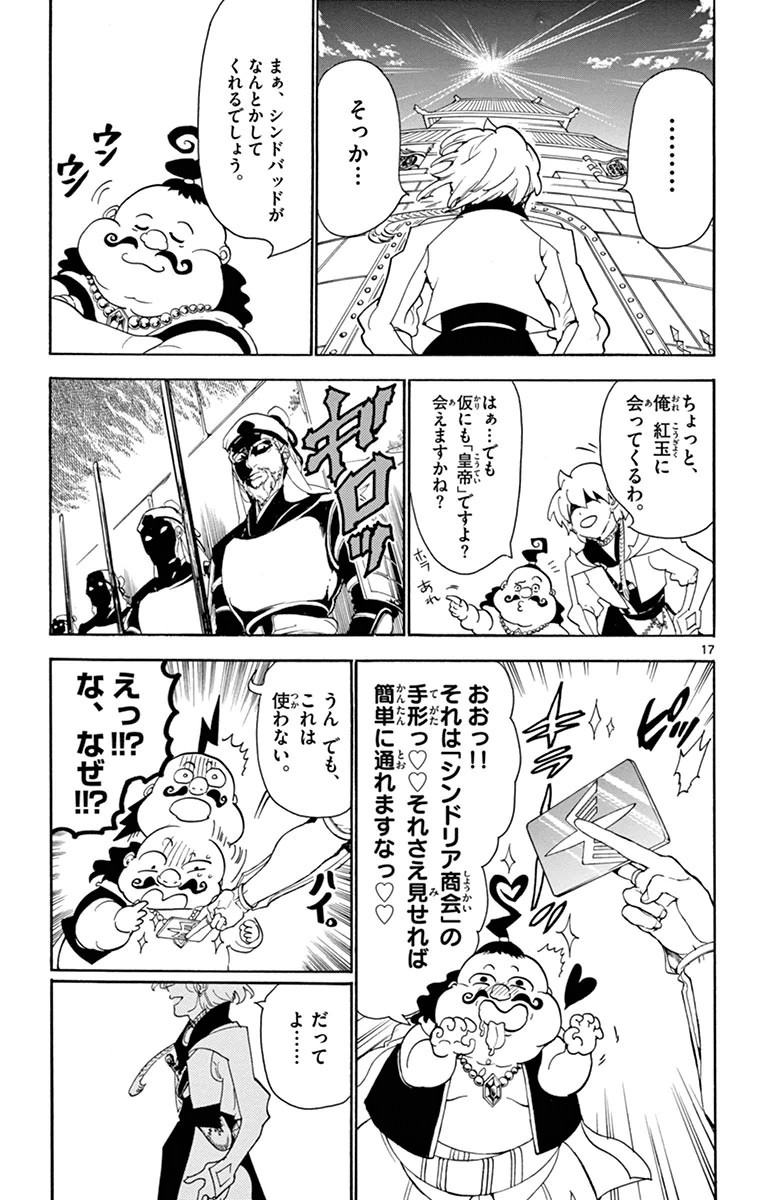 ………
そっか…
まぁ、シンドバッドが
なんとかして
くれるでしょう。
ウン
ウン
ちょっと、
俺 紅玉に
会ってくるわ。
はぁ…でも
仮にも「皇帝」ですよ?
会えますかね?
ホラ
あれ
ギロッ
17
ピッ
おおっ!!
それは「シンドリア商会」の
手形っ♡♡それさえ見せれば
簡単に通れますなっ♡♡
うん でも、
これは
使わない。
えっ!!?
な、なぜ!!?
ハイ。
だって
よ……